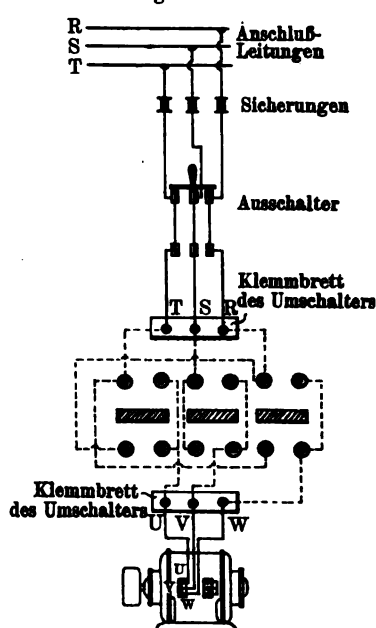 R
S
T
Anschluß-
Leitungen
Sicherungen
Ausschalter
T S R
Klemmbrett
des Umschalters
Klemmbrett
des Umschalters
U V W
U
V
W